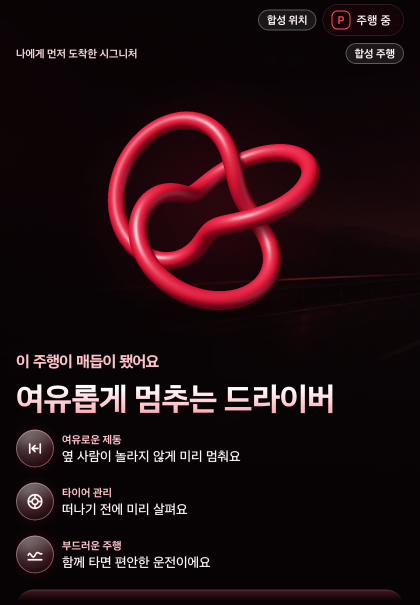 합성 위치
P 주행 중
나에게 먼저 도착한 시그니처
합성 주행
이 주행이 매듭이 됐어요
여유롭게 멈추는 드라이버
여유로운 제동
옆 사람이 놀라지 않게 미리 멈춰요
타이어 관리
떠나기 전에 미리 살펴요
부드러운 주행
함께 타면 편안한 운전이에요